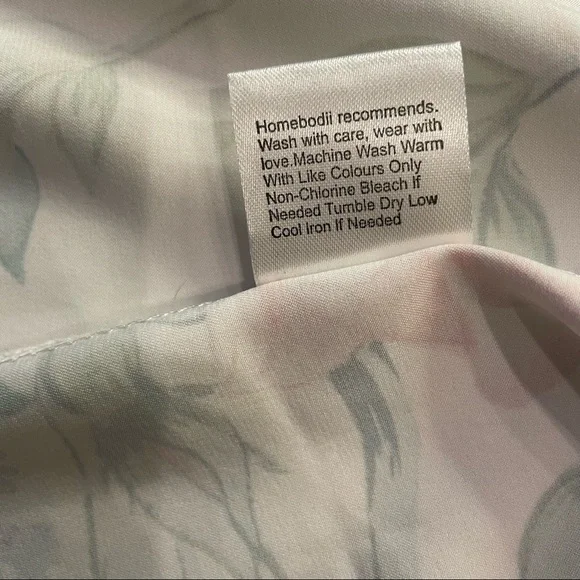 Homebodii recommends.
Wash with care, wear with
love.Machine Wash Warm
With Like Colours Only
Non-Chlorine Bleach If
Needed Tumble Dry Low
Cool Iron If Needed